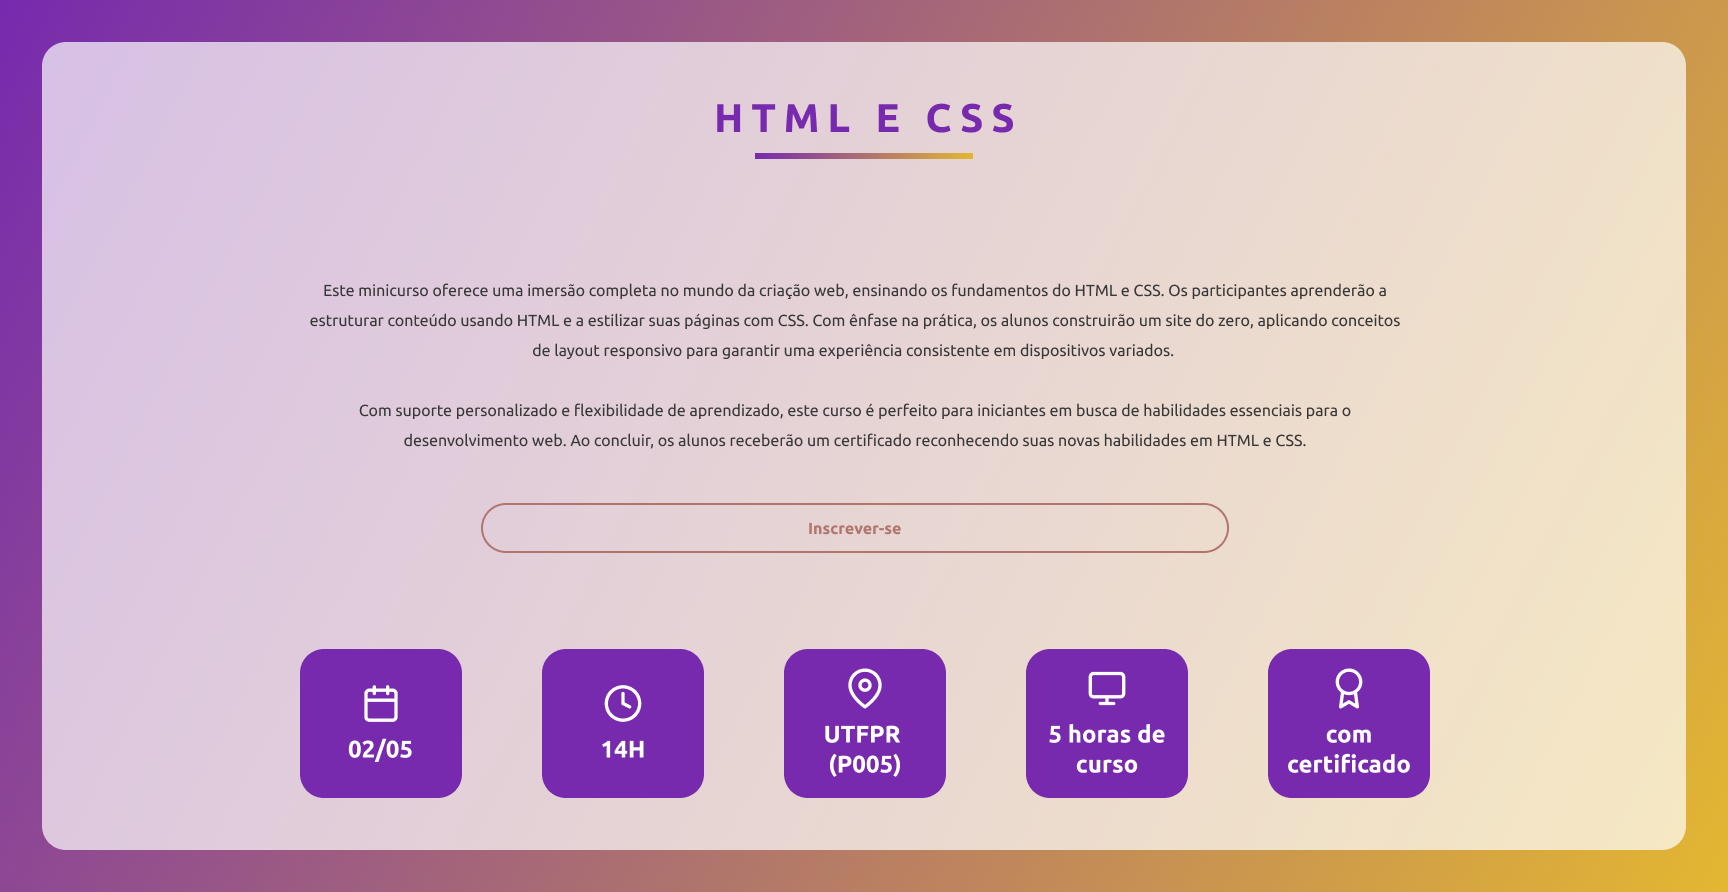 HTML E CSS
Este minicurso oferece uma imersão completa no mundo da criação web, ensinando os fundamentos do HTML e CSS. Os participantes aprenderão a
estruturar conteúdo usando HTML e a estilizar suas páginas com CSS. Com ênfase na prática, os alunos construirão um site do zero, aplicando conceitos
de layout responsivo para garantir uma experiência consistente em dispositivos variados.
Com suporte personalizado e flexibilidade de aprendizado, este curso é perfeito para iniciantes em busca de habilidades essenciais para o
desenvolvimento web. Ao concluir, os alunos receberão um certificado reconhecendo suas novas habilidades em HTML e CSS.
Inscrever-se
02/05
14H
UTFPR
(P005)
5 horas de
curso
com
certificado